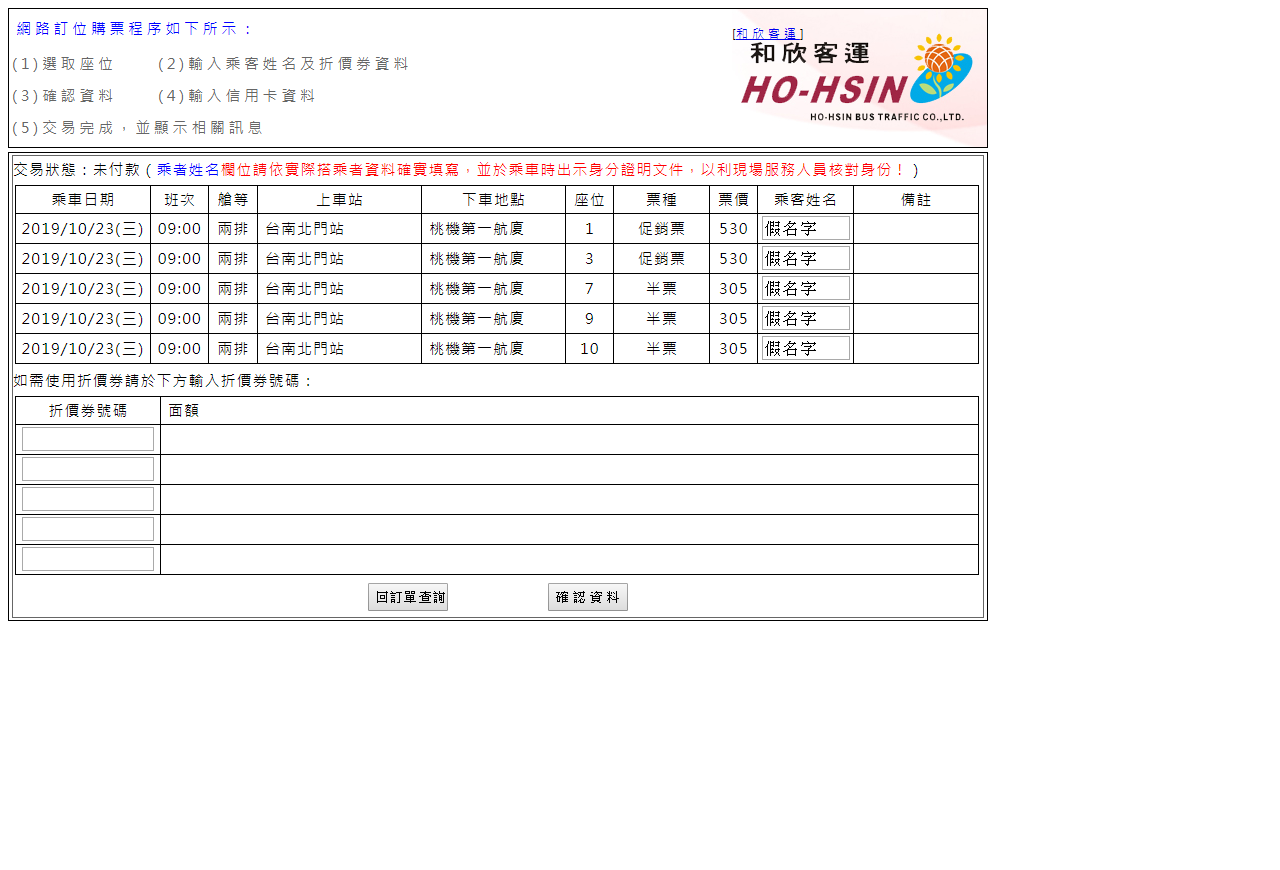 網路訂位購票程序如下所示：
[和欣客運]
和欣客運
(1)選取座位 (2)輸入乘客姓名及折價券資料
HO-HSIN
(3)確認資料 (4)輸入信用卡資料
HO-HSIN BUS TRAFFIC CO.,LTD.
(5)交易完成，並顯示相關訊息
交易狀態：未付款 ( 乘者姓名欄位請依實際搭乘者資料確實填寫，並於乘車時出示身分證明文件，以利現場服務人員核對身份！ )
乘車日期 班次 艙等 上車站 下車地點 座位 票種 票價 乘客姓名 備註
2019/10/23(三) 09:00 兩排 台南北門站 桃機第一航廈 1 促銷票 530 假名字
2019/10/23(三) 09:00 兩排 台南北門站 桃機第一航廈 3 促銷票 530 假名字
2019/10/23(三) 09:00 兩排 台南北門站 桃機第一航廈 7 半票 305 假名字
2019/10/23(三) 09:00 兩排 台南北門站 桃機第一航廈 9 半票 305 假名字
2019/10/23(三) 09:00 兩排 台南北門站 桃機第一航廈 10 半票 305 假名字
如需使用折價券請於下方輸入折價券號碼：
折價券號碼 面額
回訂單查詢 確認資料